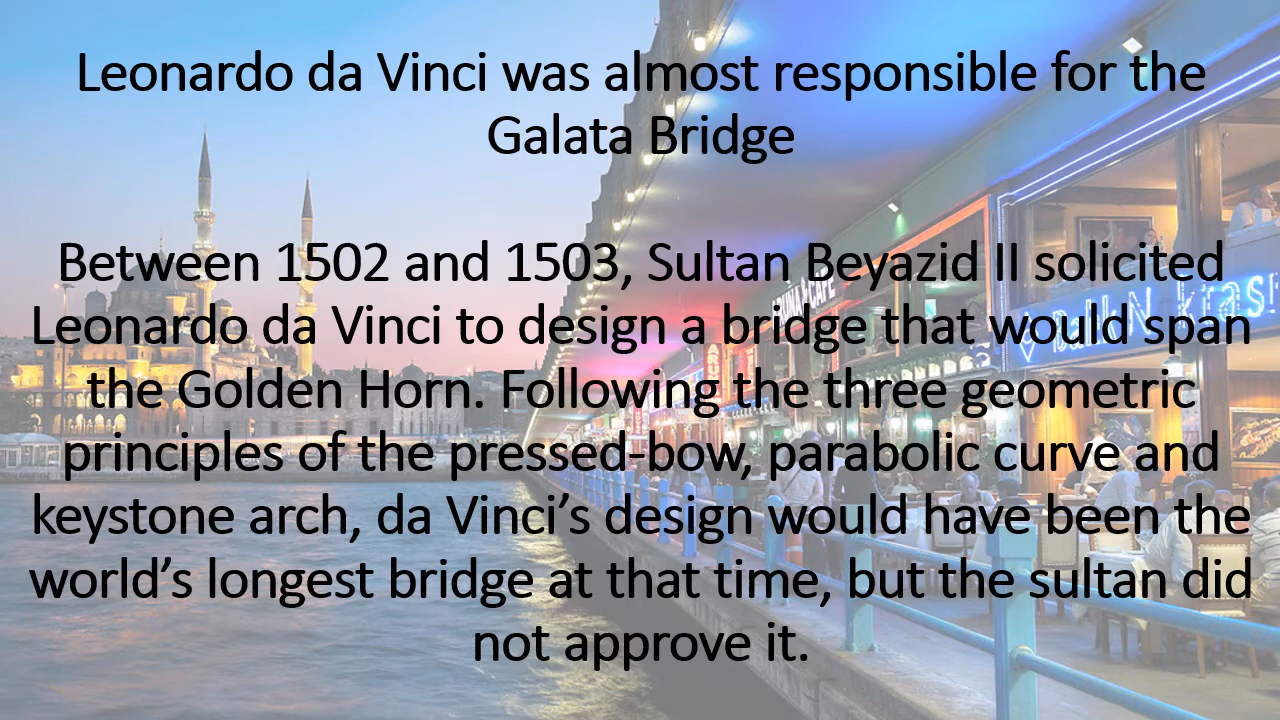 Leonardo da Vinci was almost responsible for the
Galata Bridge
Between 1502 and 1503, Sultan Beyazid II solicited
Leonardo da Vinci to design a bridge that would span
the Golden Horn. Following the three geometric
principles of the pressed-bow, parabolic curve and
keystone arch, da Vinci’s design would have been the
world’s longest bridge at that time, but the sultan did
not approve it.
CAFE